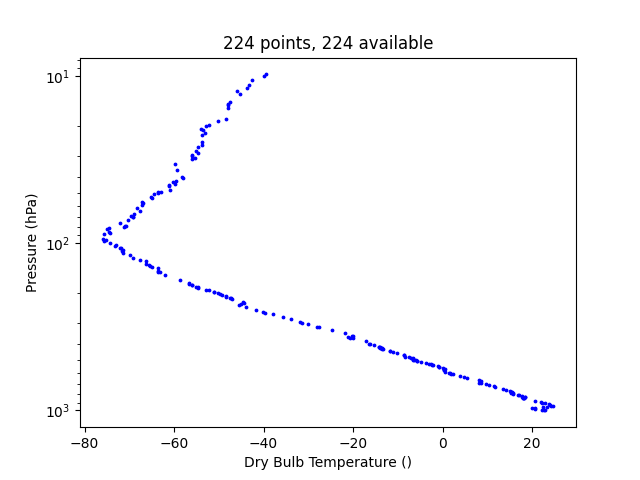 224 points, 224 available
10¹
10²
10³
Pressure (hPa)
−80 −60 −40 −20 0 20
Dry Bulb Temperature ()